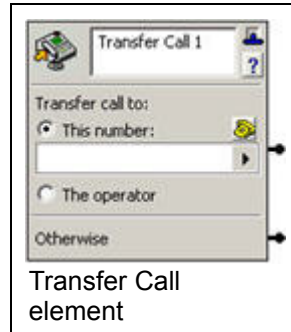 Transfer Call 1
?
Transfer call to:
This number:
The operator
Otherwise
Transfer Call
element